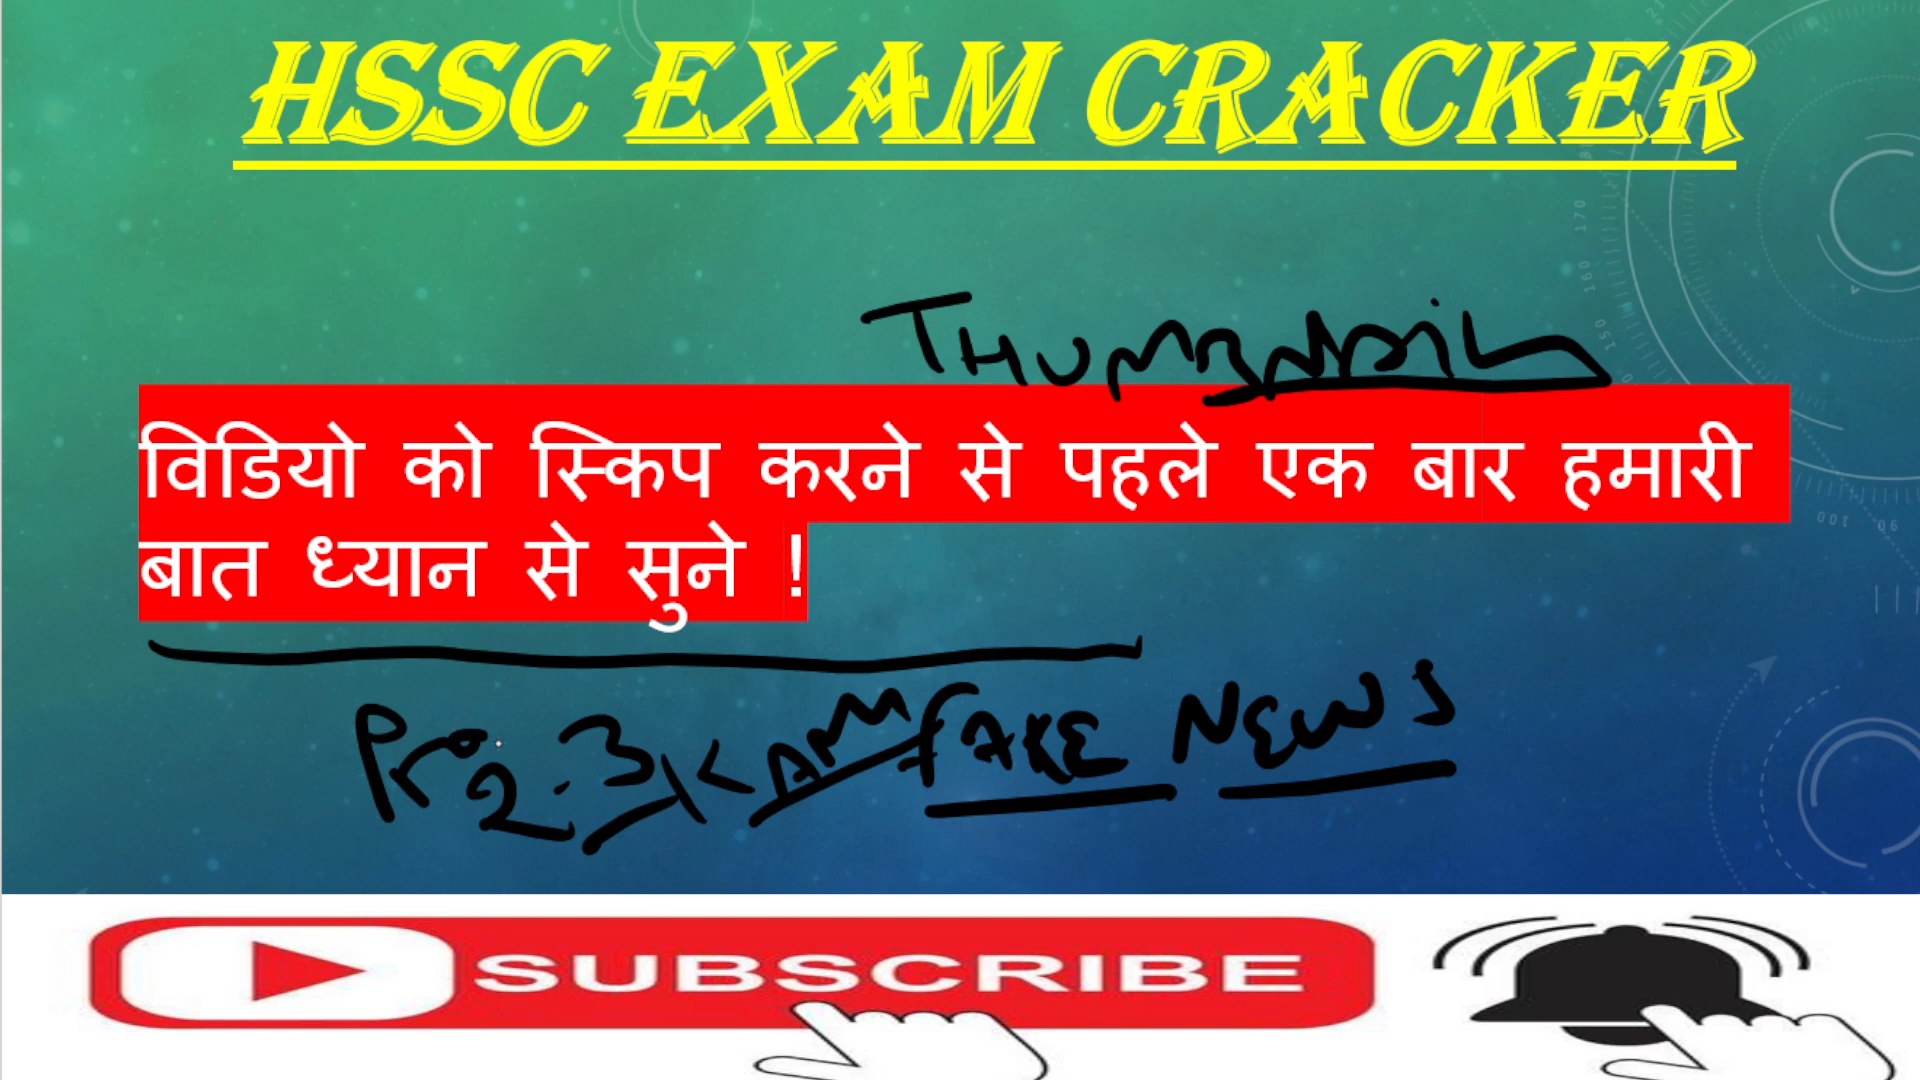 HSSC EXAM CRACKER
THUMBNAIL
विडियो को स्किप करने से पहले एक बार हमारी
बात ध्यान से सुने !
FAKE NEWS
SUBSCRIBE